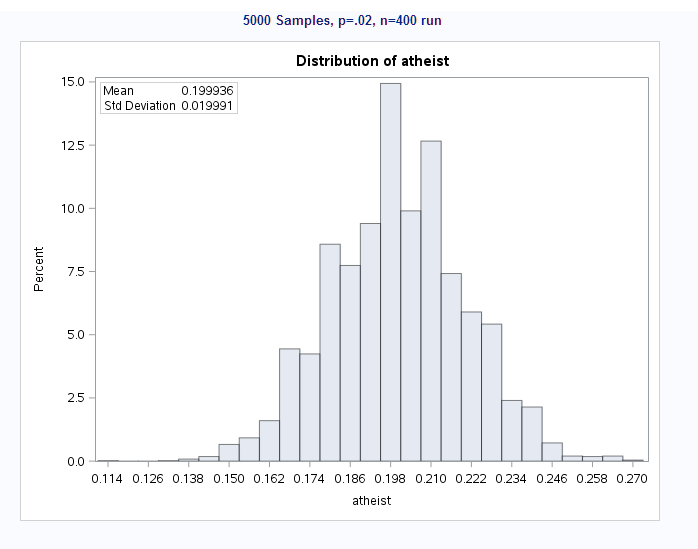 5000 Samples, p=.02, n=400 run
Distribution of atheist
Mean 0.199936
Std Deviation 0.019991
15.0
12.5
10.0
7.5
5.0
2.5
0.0
Percent
0.114 0.126 0.138 0.150 0.162 0.174 0.186 0.198 0.210 0.222 0.234 0.246 0.258 0.270
atheist